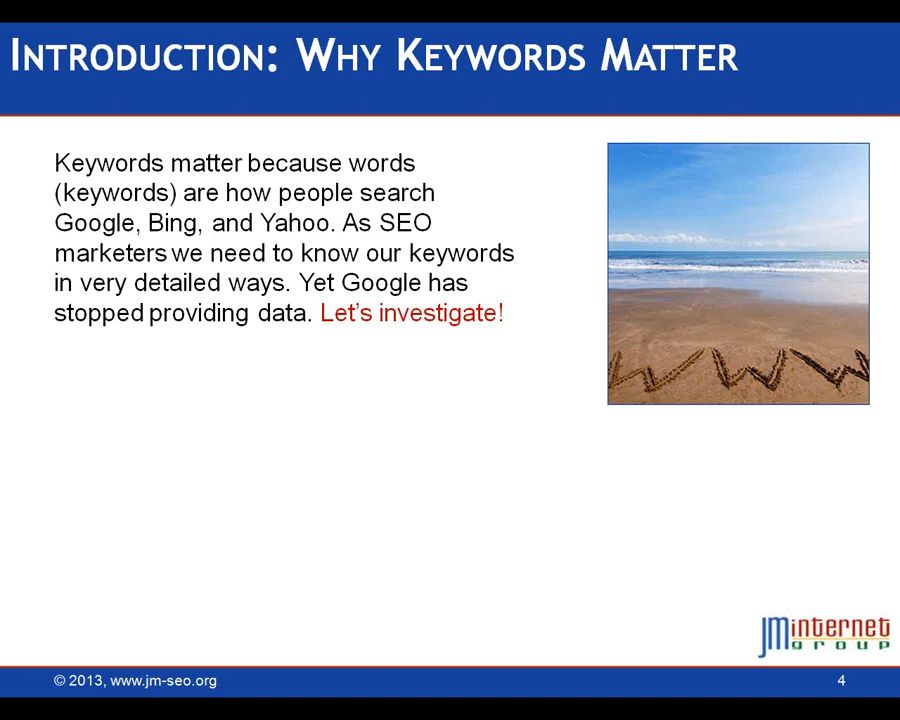 INTRODUCTION: WHY KEYWORDS MATTER
Keywords matter because words
(keywords) are how people search
Google, Bing, and Yahoo. As SEO
marketers we need to know our keywords
in very detailed ways. Yet Google has
stopped providing data. Let's investigate!
WWW
JMinternet
group
© 2013, www.jm-seo.org
4